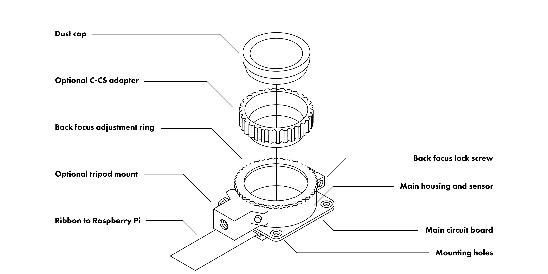 Dust cap
Optional C-CS adapter
Back focus adjustment ring
Optional tripod mount
Ribbon to Raspberry Pi
Back focus lock screw
Main housing and sensor
Main circuit board
Mounting holes